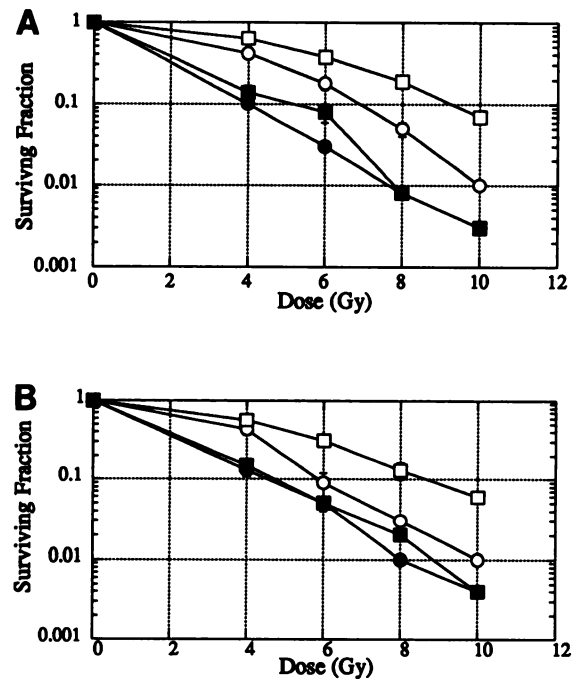 A
Survivng Fraction
1
0.1
0.01
0.001
0 2 4 6 8 10 12
Dose (Gy)
B
Surviving Fraction
1
0.1
0.01
0.001
0 2 4 6 8 10 12
Dose (Gy)